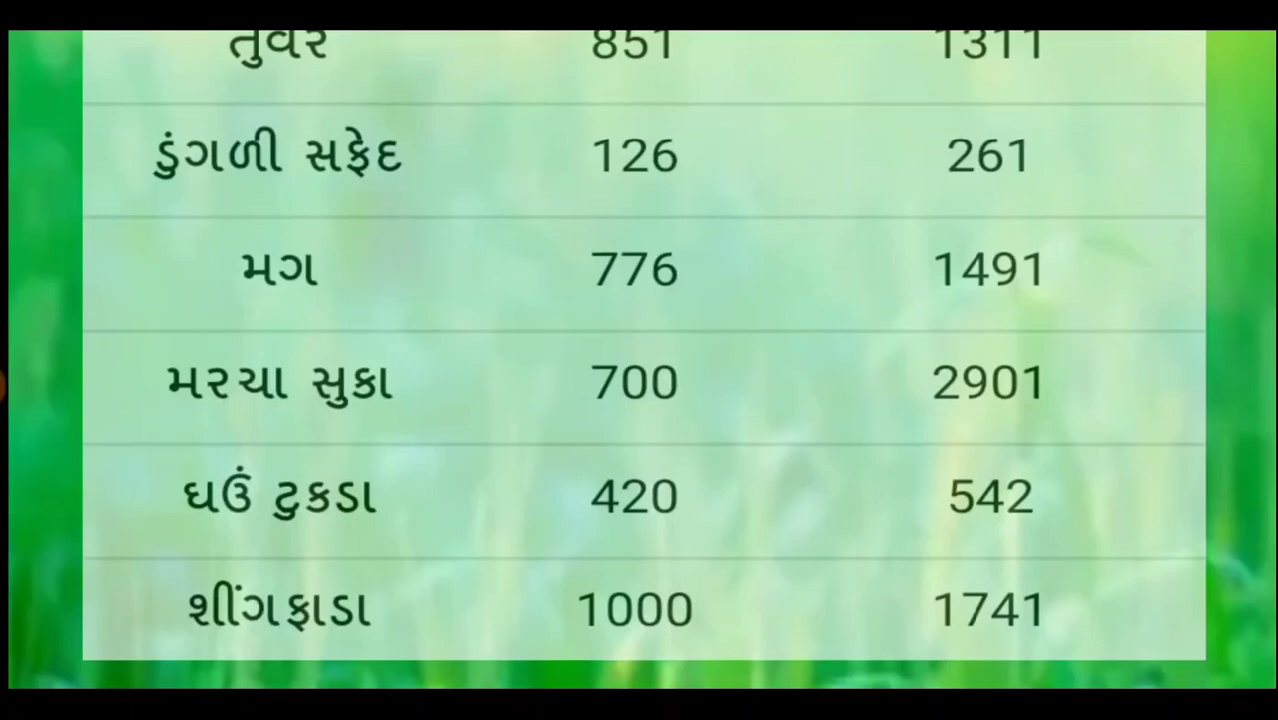 તુવેર 851 1311
ડુંગળી સફેદ 126 261
મગ 776 1491
મરચા સુકા 700 2901
ઘઉં ટુકડા 420 542
શીંગફાડા 1000 1741